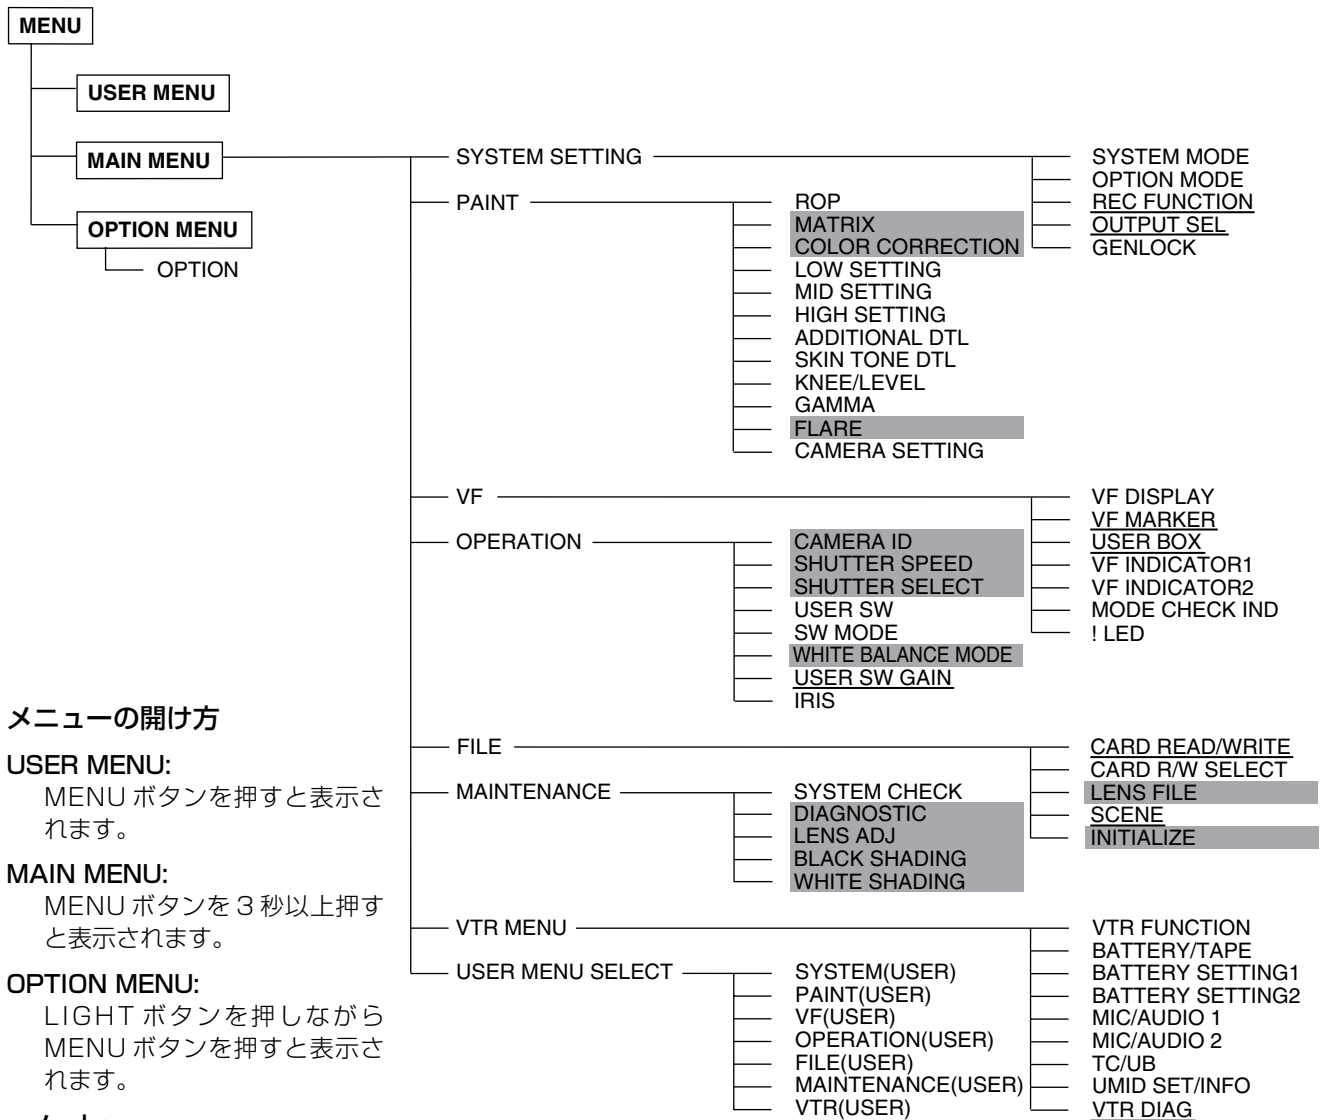 MENU
USER MENU
MAIN MENU
OPTION MENU
OPTION
SYSTEM SETTING
SYSTEM MODE
OPTION MODE
REC FUNCTION
OUTPUT SEL
GENLOCK
PAINT
ROP
MATRIX
COLOR CORRECTION
LOW SETTING
MID SETTING
HIGH SETTING
ADDITIONAL DTL
SKIN TONE DTL
KNEE/LEVEL
GAMMA
FLARE
CAMERA SETTING
VF
VF DISPLAY
VF MARKER
USER BOX
VF INDICATOR1
VF INDICATOR2
MODE CHECK IND
! LED
OPERATION
CAMERA ID
SHUTTER SPEED
SHUTTER SELECT
USER SW
SW MODE
WHITE BALANCE MODE
USER SW GAIN
IRIS
FILE
CARD READ/WRITE
CARD R/W SELECT
LENS FILE
SCENE
INITIALIZE
MAINTENANCE
SYSTEM CHECK
DIAGNOSTIC
LENS ADJ
BLACK SHADING
WHITE SHADING
VTR MENU
VTR FUNCTION
BATTERY/TAPE
BATTERY SETTING1
BATTERY SETTING2
MIC/AUDIO 1
MIC/AUDIO 2
TC/UB
UMID SET/INFO
VTR DIAG
USER MENU SELECT
SYSTEM(USER)
PAINT(USER)
VF(USER)
OPERATION(USER)
FILE(USER)
MAINTENANCE(USER)
VTR(USER)
メニューの開け方
USER MENU:
MENU ボタンを押すと表示さ
れます。
MAIN MENU:
MENU ボタンを 3 秒以上押す
と表示されます。
OPTION MENU:
LIGHT ボタンを押しながら
MENU ボタンを押すと表示さ
れます。